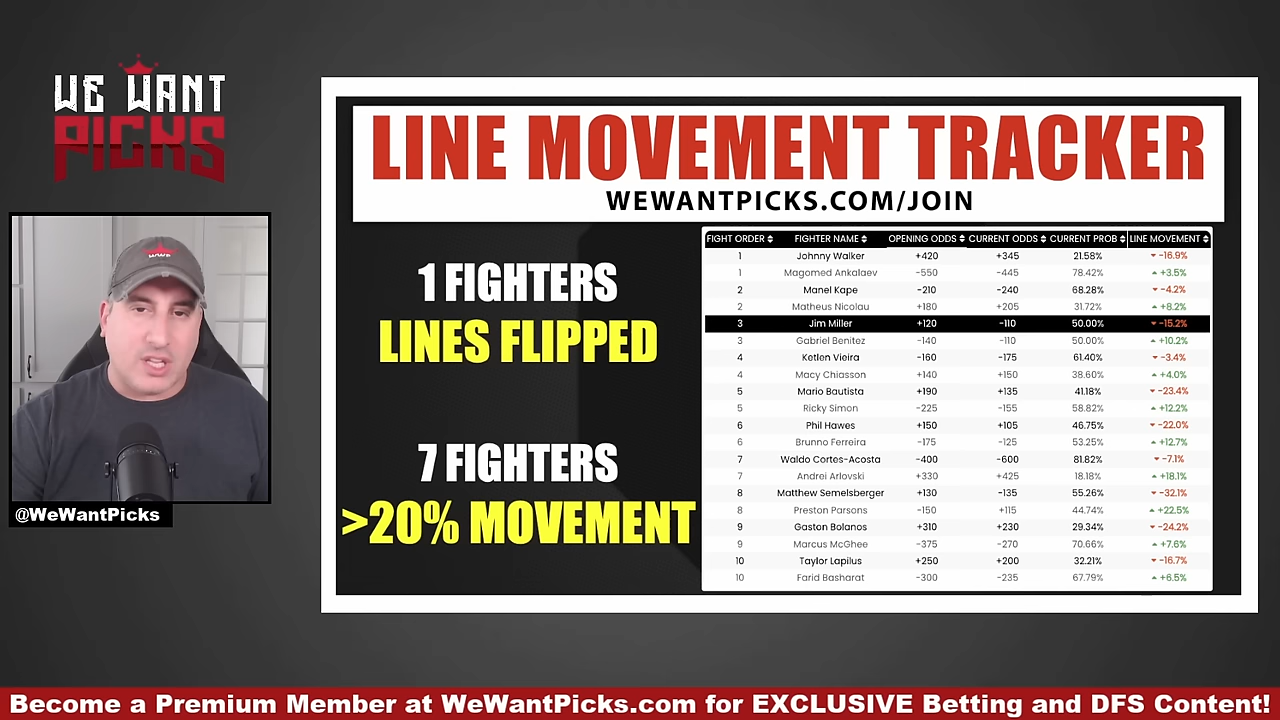 WE WANT
PICKS
@WeWantPicks
LINE MOVEMENT TRACKER
WEWANTPICKS.COM/JOIN
1 FIGHTERS
LINES FLIPPED
7 FIGHTERS
>20% MOVEMENT
FIGHT ORDER FIGHTER NAME OPENING ODDS CURRENT ODDS CURRENT PROB LINE MOVEMENT
1 Johnny Walker +420 +345 21.58% -16.9%
1 Magomed Ankalaev -550 -445 78.42% +3.5%
2 Manel Kape -210 -240 68.28% -4.2%
2 Matheus Nicolau +180 +205 31.72% +8.2%
3 Jim Miller +120 -110 50.00% -15.2%
3 Gabriel Benitez -140 -110 50.00% +10.2%
4 Ketlen Vieira -160 -175 61.40% -3.4%
4 Macy Chiasson +140 +150 38.60% +4.0%
5 Mario Bautista +190 +135 41.18% -23.4%
5 Ricky Simon -225 -155 58.82% +12.2%
6 Phil Hawes +150 +105 46.75% -22.0%
6 Brunno Ferreira -175 -125 53.25% +12.7%
7 Waldo Cortes-Acosta -400 -600 81.82% -7.1%
7 Andrei Arlovski +330 +425 18.18% +18.1%
8 Matthew Semelsberger +130 -135 55.26% -32.1%
8 Preston Parsons -150 +115 44.74% +22.5%
9 Gaston Bolanos +310 +230 29.34% -24.2%
9 Marcus McGhee -375 -270 70.66% +7.6%
10 Taylor Lapilus +250 +200 32.21% -16.7%
10 Farid Basharat -300 -235 67.79% +6.5%
Become a Premium Member at WeWantPicks.com for EXCLUSIVE Betting and DFS Content!